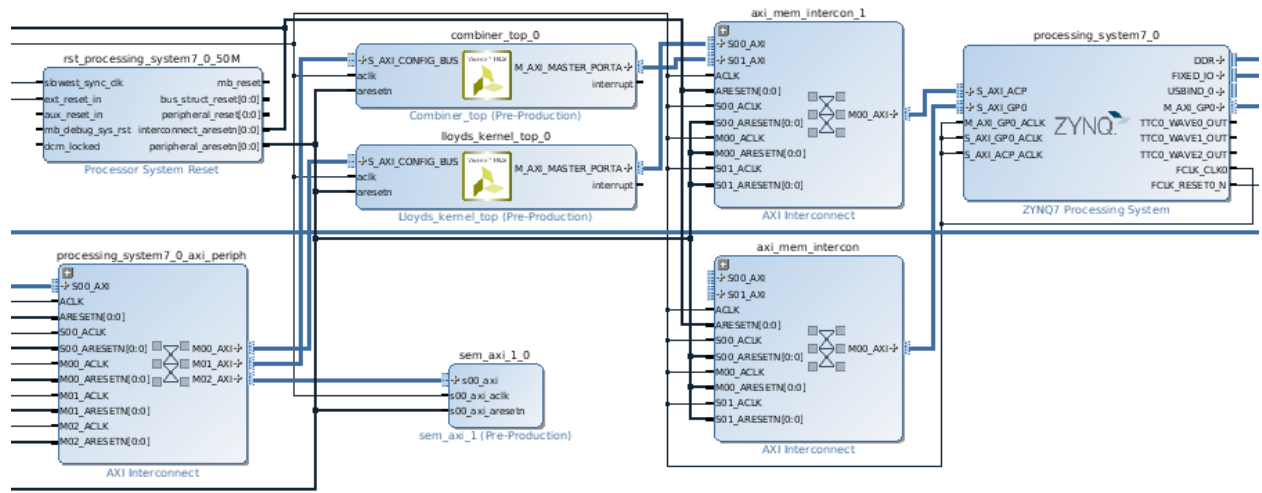 rst_processing_system7_0_50M
slowest_sync_clk
ext_reset_in
aux_reset_in
mb_debug_sys_rst
dcm_locked
mb_reset
bus_struct_reset[0:0]
peripheral_reset[0:0]
interconnect_aresetn[0:0]
peripheral_aresetn[0:0]
Processor System Reset
combiner_top_0
S_AXI_CONFIG_BUS
aclk
aresetn
M_AXI_MASTER_PORTA
interrupt
Combiner_top (Pre-Production)
lloyds_kernel_top_0
S_AXI_CONFIG_BUS
aclk
aresetn
M_AXI_MASTER_PORTA
interrupt
Lloyds_kernel_top (Pre-Production)
axi_mem_intercon_1
S00_AXI
S01_AXI
ACLK
ARESETN[0:0]
S00_ACLK
S00_ARESETN[0:0]
M00_ACLK
M00_ARESETN[0:0]
S01_ACLK
S01_ARESETN[0:0]
M00_AXI
AXI Interconnect
processing_system7_0
S_AXI_ACP
S_AXI_GP0
M_AXI_GP0_ACLK
S_AXI_GP0_ACLK
S_AXI_ACP_ACLK
ZYNQ
DDR
FIXED_IO
USBIND_0
M_AXI_GP0
TTC0_WAVE0_OUT
TTC0_WAVE1_OUT
TTC0_WAVE2_OUT
FCLK_CLK0
FCLK_RESET0_N
ZYNQ7 Processing System
processing_system7_0_axi_periph
S00_AXI
ACLK
ARESETN[0:0]
S00_ACLK
S00_ARESETN[0:0]
M00_ACLK
M00_ARESETN[0:0]
M01_ACLK
M01_ARESETN[0:0]
M02_ACLK
M02_ARESETN[0:0]
M00_AXI
M01_AXI
M02_AXI
AXI Interconnect
sem_axi_1_0
s00_axi
s00_axi_aclk
s00_axi_aresetn
sem_axi_1 (Pre-Production)
axi_mem_intercon
S00_AXI
S01_AXI
ACLK
ARESETN[0:0]
S00_ACLK
S00_ARESETN[0:0]
M00_ACLK
M00_ARESETN[0:0]
S01_ACLK
S01_ARESETN[0:0]
M00_AXI
AXI Interconnect